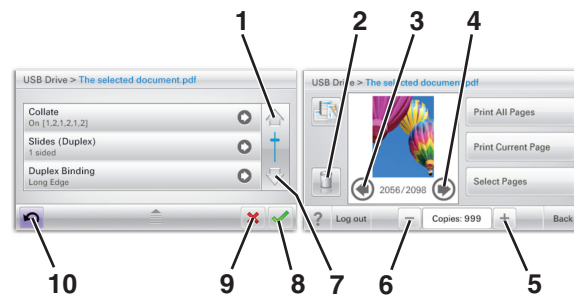 1
2
3
4
USB Drive > The selected document.pdf
Collate
On [1,2,1,2,1,2]
Slides (Duplex)
1 sided
Duplex Binding
Long Edge
USB Drive > The selected document.pdf
Print All Pages
Print Current Page
Select Pages
2056/2098
? Log out
Copies: 999
Back
10
9
8
7
6
5